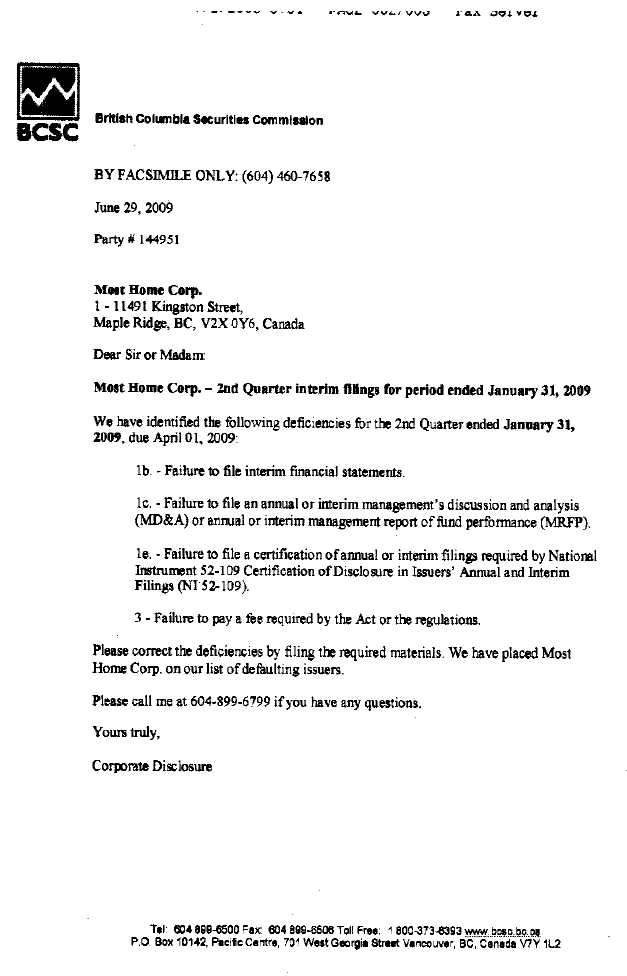 Fax Server
BCSC
British Columbia Securities Commission
BY FACSIMILE ONLY: (604) 460-7658
June 29, 2009
Party # 144951
Most Home Corp.
1 - 11491 Kingston Street,
Maple Ridge, BC, V2X 0Y6, Canada
Dear Sir or Madam:
Most Home Corp. – 2nd Quarter interim filings for period ended January 31, 2009
We have identified the following deficiencies for the 2nd Quarter ended January 31,
2009, due April 01, 2009:
1b. - Failure to file interim financial statements.
1c. - Failure to file an annual or interim management's discussion and analysis
(MD&A) or annual or interim management report of fund performance (MRFP).
1e. - Failure to file a certification of annual or interim filings required by National
Instrument 52-109 Certification of Disclosure in Issuers' Annual and Interim
Filings (NI 52-109).
3 - Failure to pay a fee required by the Act or the regulations.
Please correct the deficiencies by filing the required materials. We have placed Most
Home Corp. on our list of defaulting issuers.
Please call me at 604-899-6799 if you have any questions.
Yours truly,
Corporate Disclosure
Tel: 604 899-6500 Fax: 604 899-6506 Toll Free: 1 800-373-6393 www.bcsc.bc.ca
P.O. Box 10142, Pacific Centre, 701 West Georgia Street Vancouver, BC, Canada V7Y 1L2